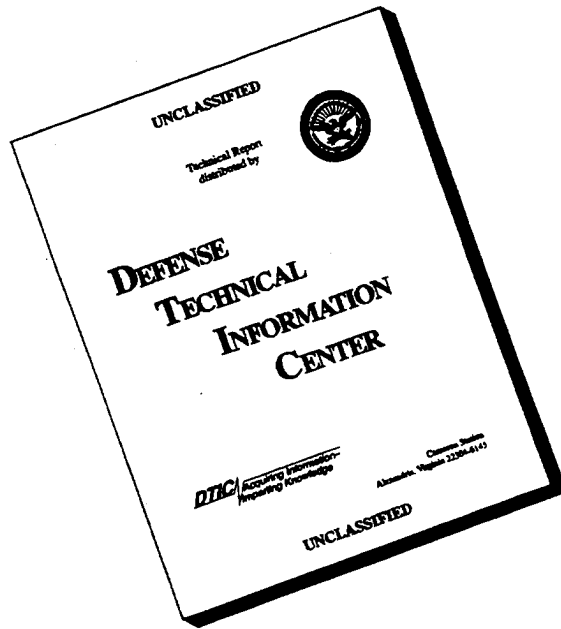 UNCLASSIFIED
Technical Report
distributed by
DEFENSE
TECHNICAL
INFORMATION
CENTER
DTIC Acquiring Information-
Imparting Knowledge
Cameron Station
Alexandria, Virginia 22304-6145
UNCLASSIFIED